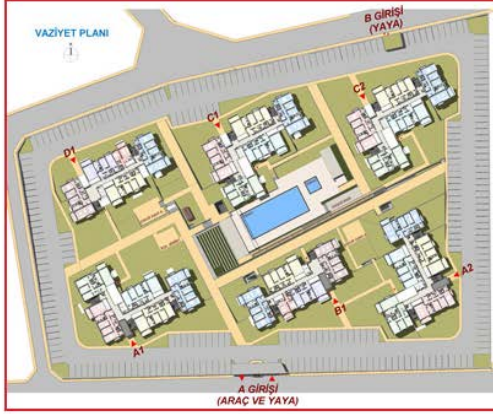 VAZİYET PLANI
B GİRİŞİ
(YAYA)
C1
C2
D1
A2
B1
A1
A GİRİŞİ
(ARAÇ VE YAYA)